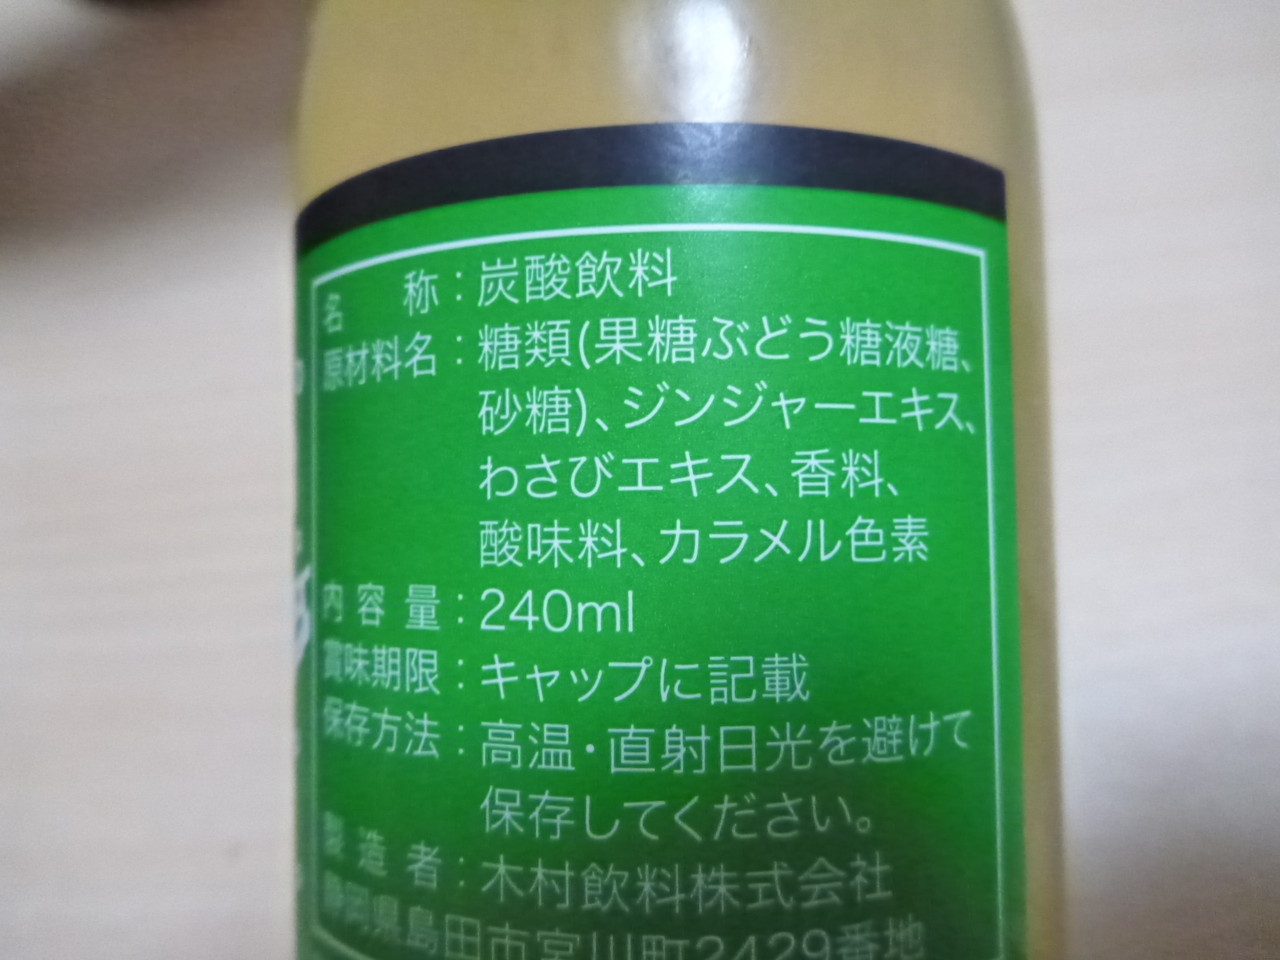 名称：炭酸飲料
原材料名：糖類(果糖ぶどう糖液糖、
砂糖)、ジンジャーエキス、
わさびエキス、香料、
酸味料、カラメル色素
内容量：240ml
賞味期限：キャップに記載
保存方法：高温・直射日光を避けて
保存してください。
製造者：木村飲料株式会社
静岡県島田市宮川町2429番地